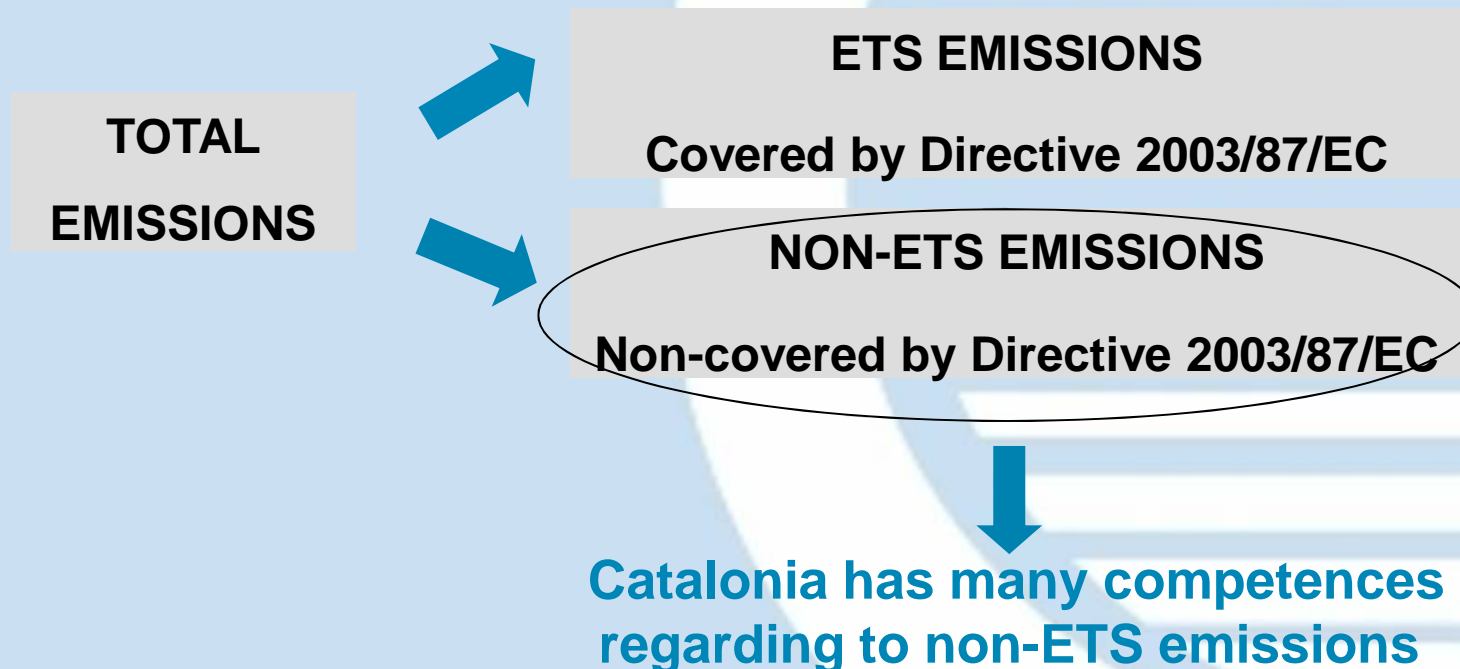 TOTAL
EMISSIONS
ETS EMISSIONS
Covered by Directive 2003/87/EC
NON-ETS EMISSIONS
Non-covered by Directive 2003/87/EC
Catalonia has many competences
regarding to non-ETS emissions